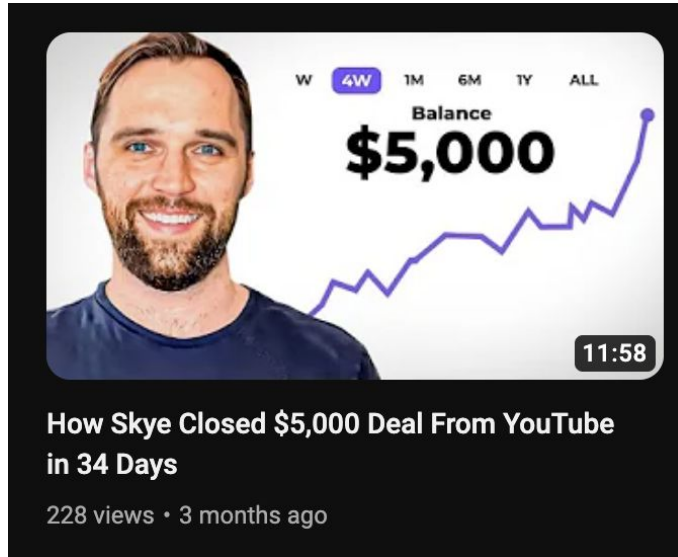 W 4W 1M 6M 1Y ALL
Balance
$5,000
11:58
How Skye Closed $5,000 Deal From YouTube
in 34 Days
228 views • 3 months ago